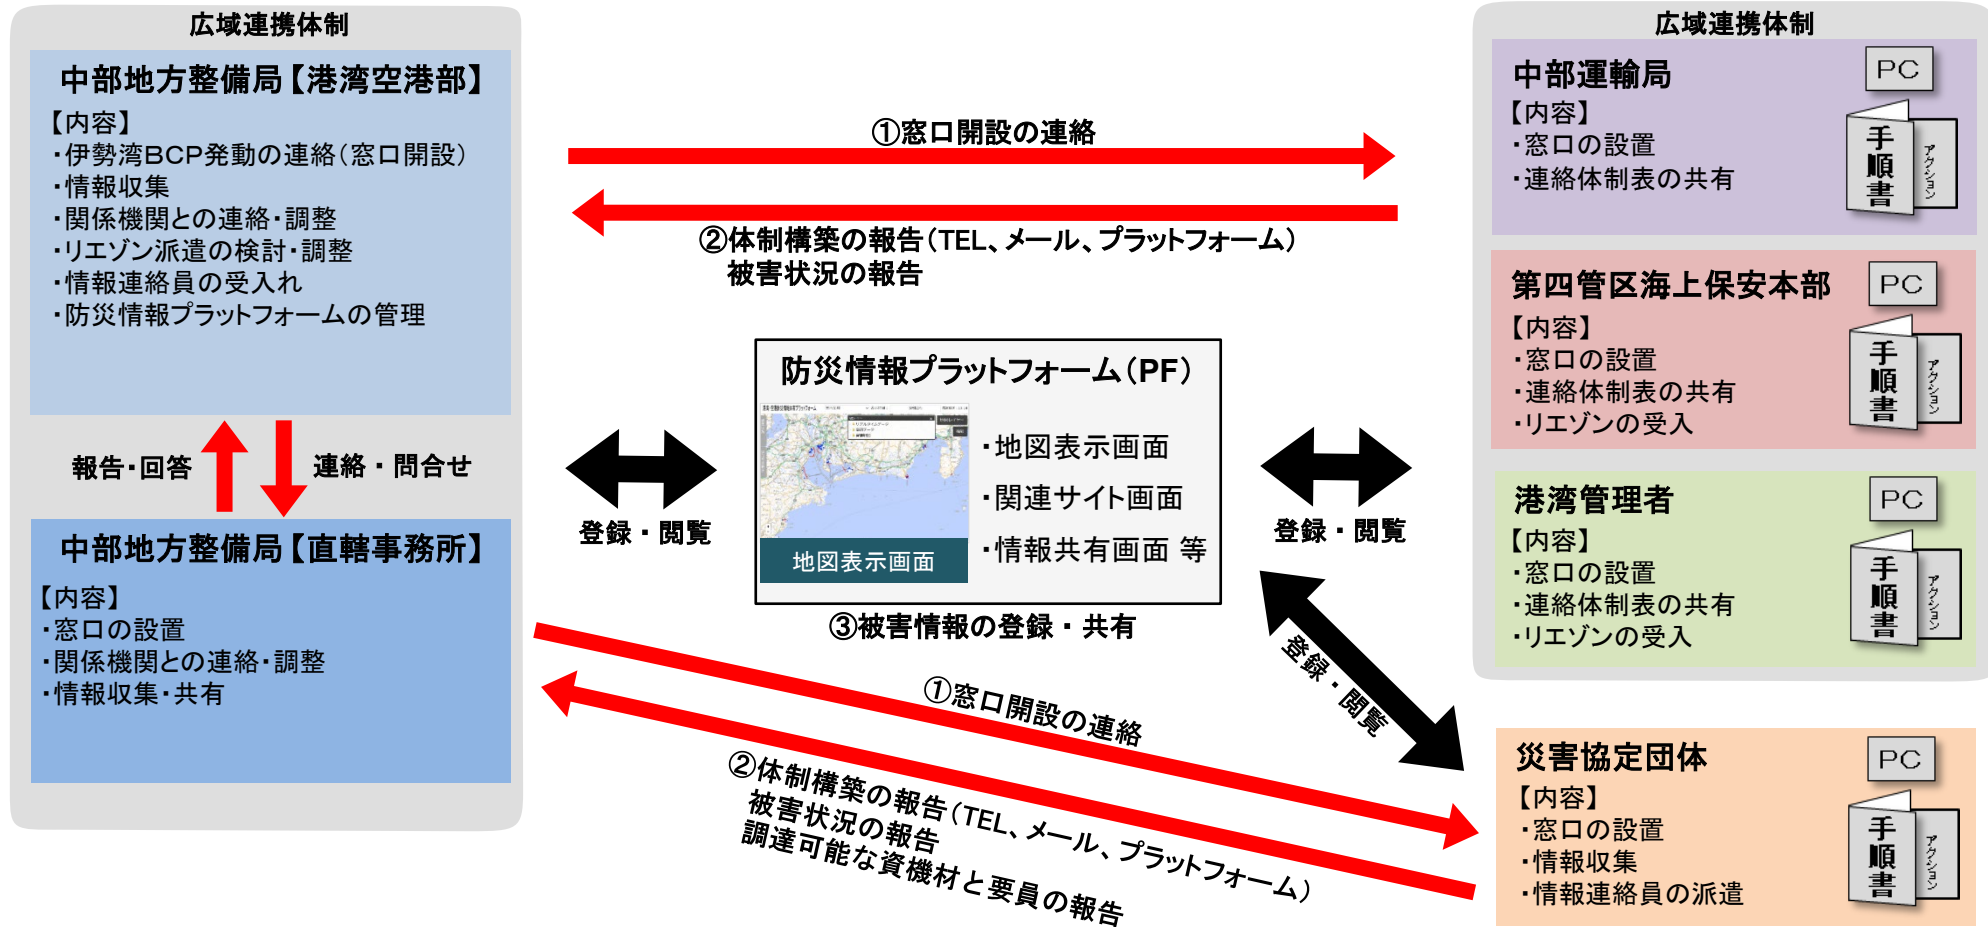 広域連携体制
中部地方整備局【港湾空港部】
【内容】
・伊勢湾BCP発動の連絡(窓口開設)
・情報収集
・関係機関との連絡・調整
・リエゾン派遣の検討・調整
・情報連絡員の受入れ
・防災情報プラットフォームの管理
報告・回答
連絡・問合せ
中部地方整備局【直轄事務所】
【内容】
・窓口の設置
・関係機関との連絡・調整
・情報収集・共有
①窓口開設の連絡
②体制構築の報告(TEL、メール、プラットフォーム)
被害状況の報告
防災情報プラットフォーム(PF)
地図表示画面
・地図表示画面
・関連サイト画面
・情報共有画面 等
③被害情報の登録・共有
登録・閲覧
登録・閲覧
登録・閲覧
①窓口開設の連絡
②体制構築の報告(TEL、メール、プラットフォーム)
被害状況の報告
調達可能な資機材と要員の報告
広域連携体制
中部運輸局
PC
【内容】
・窓口の設置
・連絡体制表の共有
手順書
アクション
第四管区海上保安本部
PC
【内容】
・窓口の設置
・連絡体制表の共有
・リエゾンの受入
手順書
アクション
港湾管理者
PC
【内容】
・窓口の設置
・連絡体制表の共有
・リエゾンの受入
手順書
アクション
災害協定団体
PC
【内容】
・窓口の設置
・情報収集
・情報連絡員の派遣
手順書
アクション